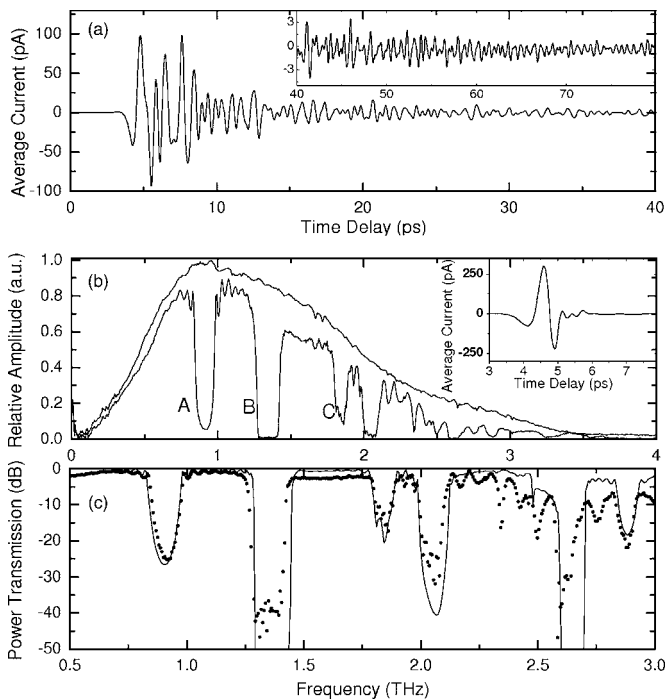 (a)
Average Current (pA)
100
50
0
-50
-100
3
0
-3
40 50 60 70
0 10 20 30 40
Time Delay (ps)
(b)
Relative Amplitude (a.u.)
1.0
0.8
0.6
0.4
0.2
0.0
A
B
C
Average Current (pA)
250
0
-250
3 4 5 6 7
Time Delay (ps)
0 1 2 3 4
(c)
Power Transmission (dB)
0
-10
-20
-30
-40
-50
0.5 1.0 1.5 2.0 2.5 3.0
Frequency (THz)